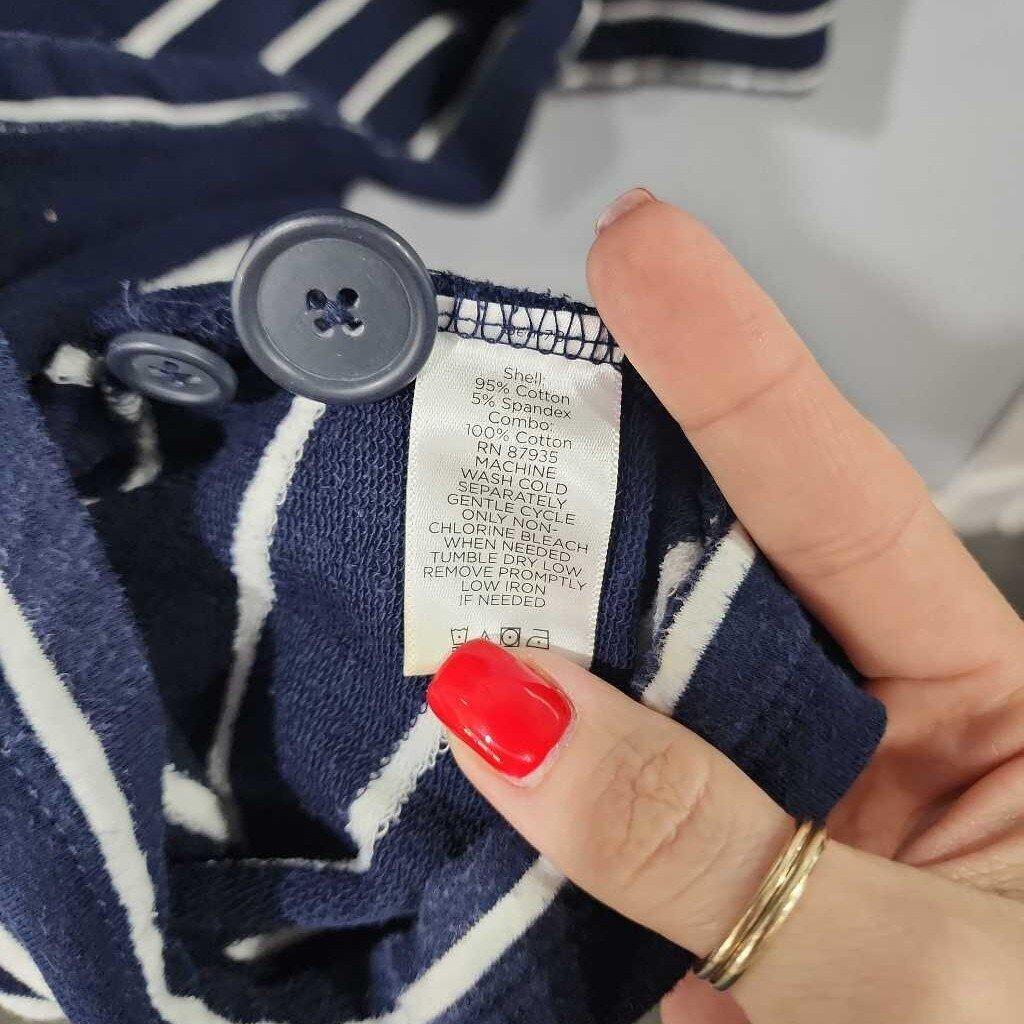 Shell:
95% Cotton
5% Spandex
Combo:
100% Cotton
RN 87935
MACHINE
WASH COLD
SEPARATELY
GENTLE CYCLE
ONLY NON-
CHLORINE BLEACH
WHEN NEEDED
TUMBLE DRY LOW
REMOVE PROMPTLY
LOW IRON
IF NEEDED